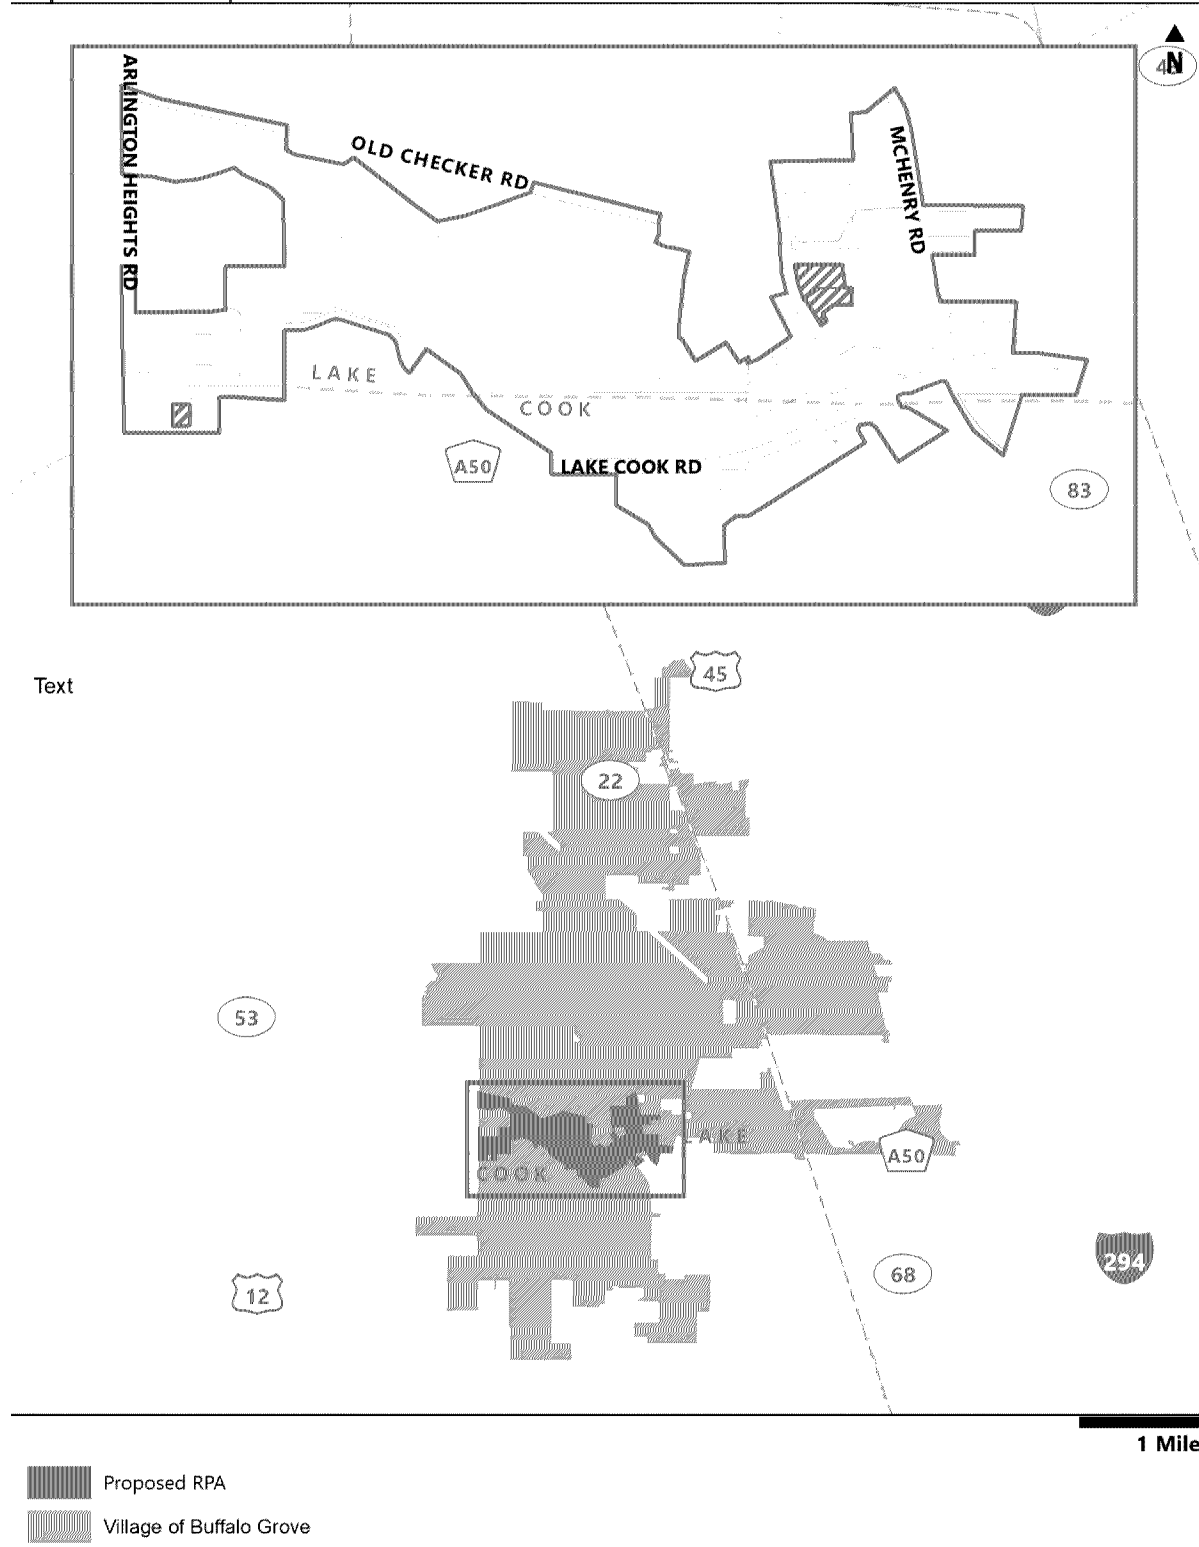 N
ARLINGTON HEIGHTS RD
OLD CHECKER RD
MCHENRY RD
LAKE
COOK
A50
LAKE COOK RD
83
45
Text
22
53
LAKE
COOK
A50
68
294
12
1 Mile
Proposed RPA
Village of Buffalo Grove